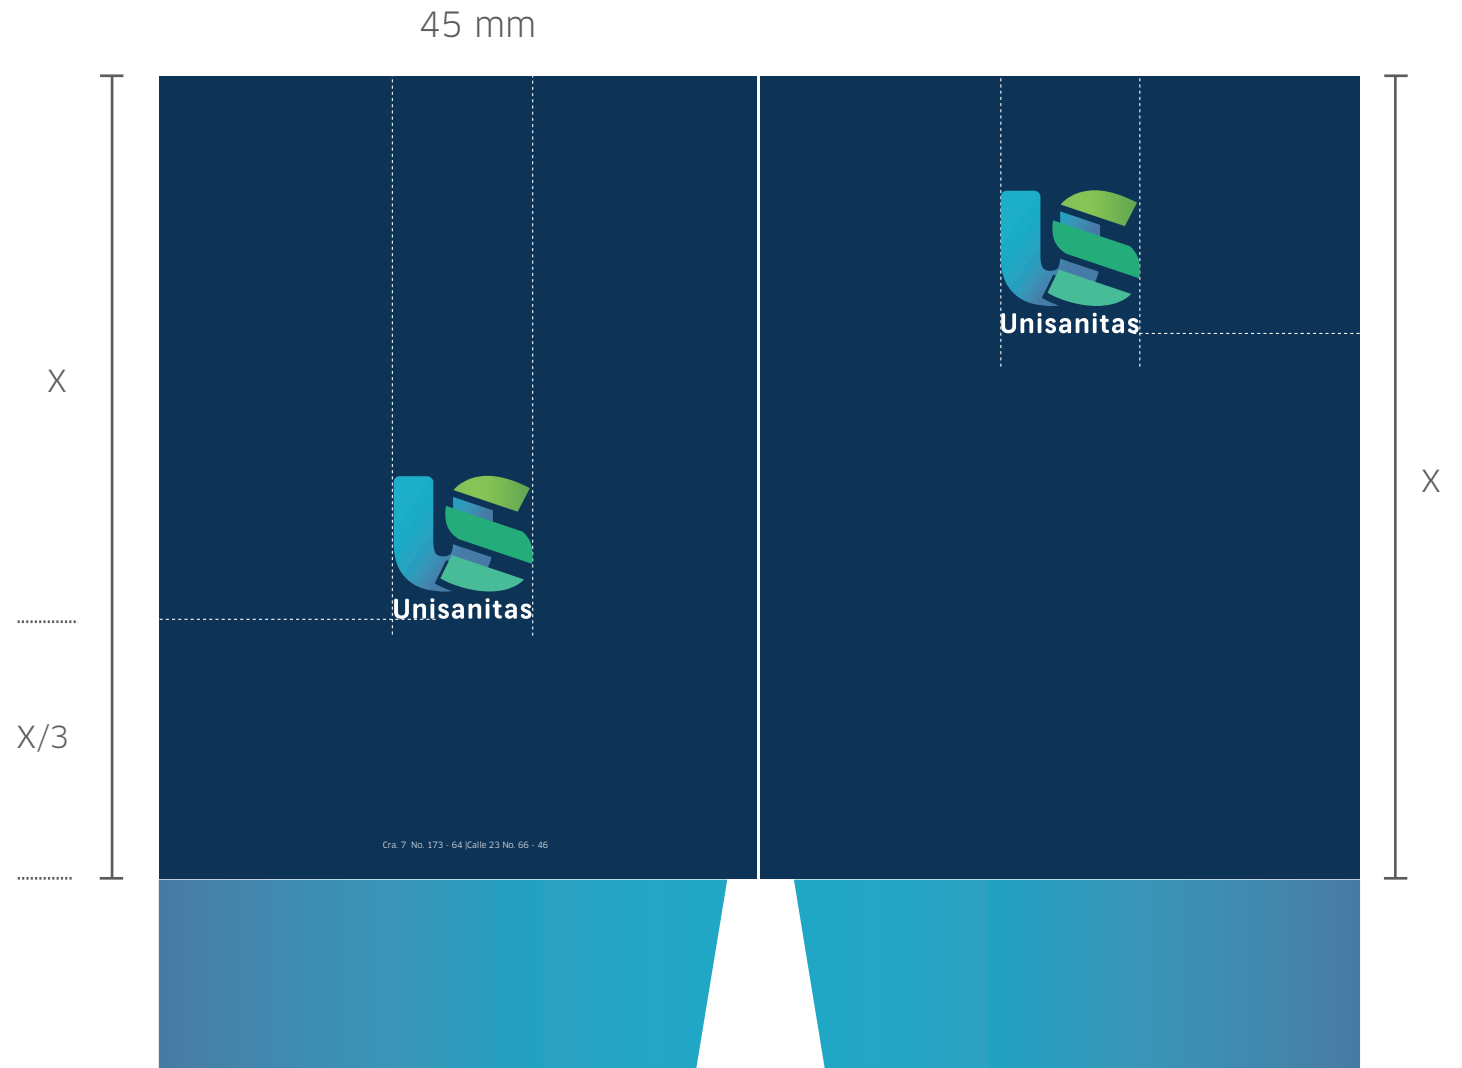 45 mm
Unisanitas
X
X
Unisanitas
X/3
Cra. 7 No. 173 - 64 |Calle 23 No. 66 - 46